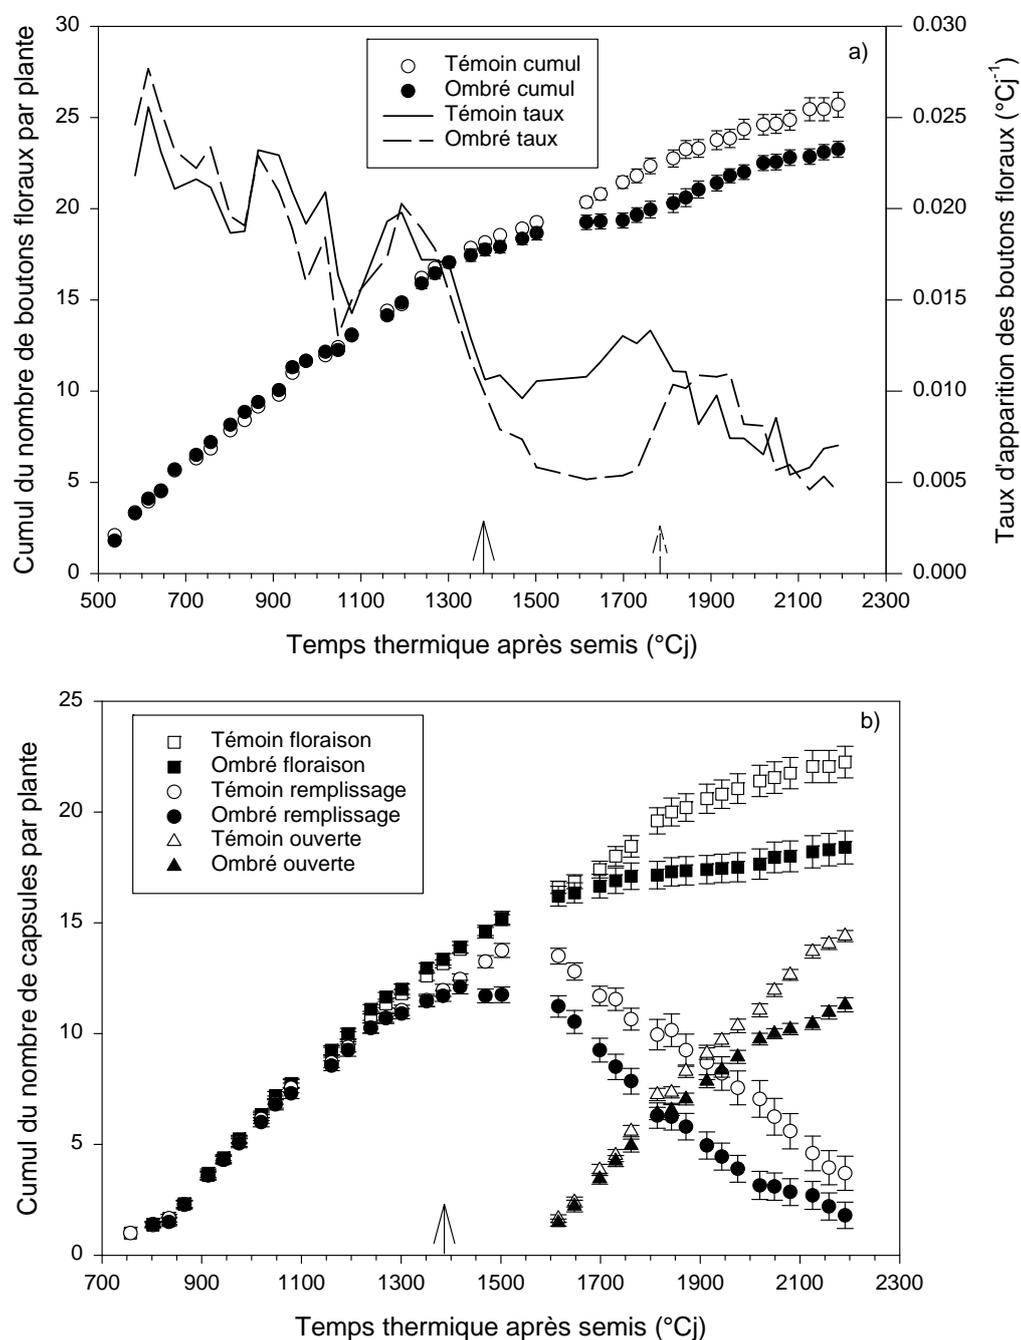 a)
Témoin cumul
Ombré cumul
Témoin taux
Ombré taux
Cumul du nombre de boutons floraux par plante
30
25
20
15
10
5
0
Taux d'apparition des boutons floraux (°Cj⁻¹)
0.030
0.025
0.020
0.015
0.010
0.005
0.000
500 700 900 1100 1300 1500 1700 1900 2100 2300
Temps thermique après semis (°Cj)
b)
Témoin floraison
Ombré floraison
Témoin remplissage
Ombré remplissage
Témoin ouverte
Ombré ouverte
Cumul du nombre de capsules par plante
25
20
15
10
5
0
700 900 1100 1300 1500 1700 1900 2100 2300
Temps thermique après semis (°Cj)